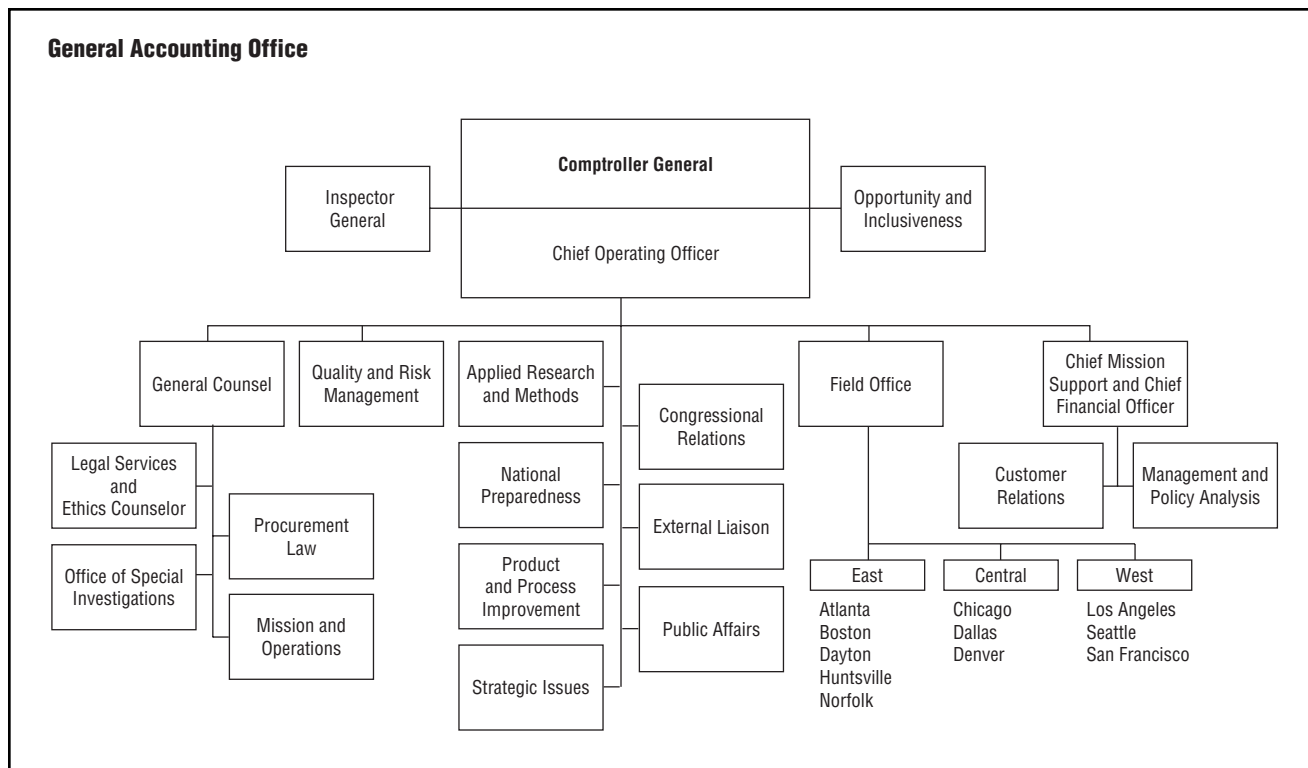 General Accounting Office
Comptroller General
Inspector
General
Opportunity and
Inclusiveness
Chief Operating Officer
General Counsel
Quality and Risk
Management
Applied Research
and Methods
Field Office
Chief Mission
Support and Chief
Financial Officer
Congressional
Relations
Legal Services
and
Ethics Counselor
National
Preparedness
Customer
Relations
Management and
Policy Analysis
Procurement
Law
External Liaison
Office of Special
Investigations
Product
and Process
Improvement
Mission and
Operations
Public Affairs
Strategic Issues
East
Atlanta
Boston
Dayton
Huntsville
Norfolk
Central
Chicago
Dallas
Denver
West
Los Angeles
Seattle
San Francisco